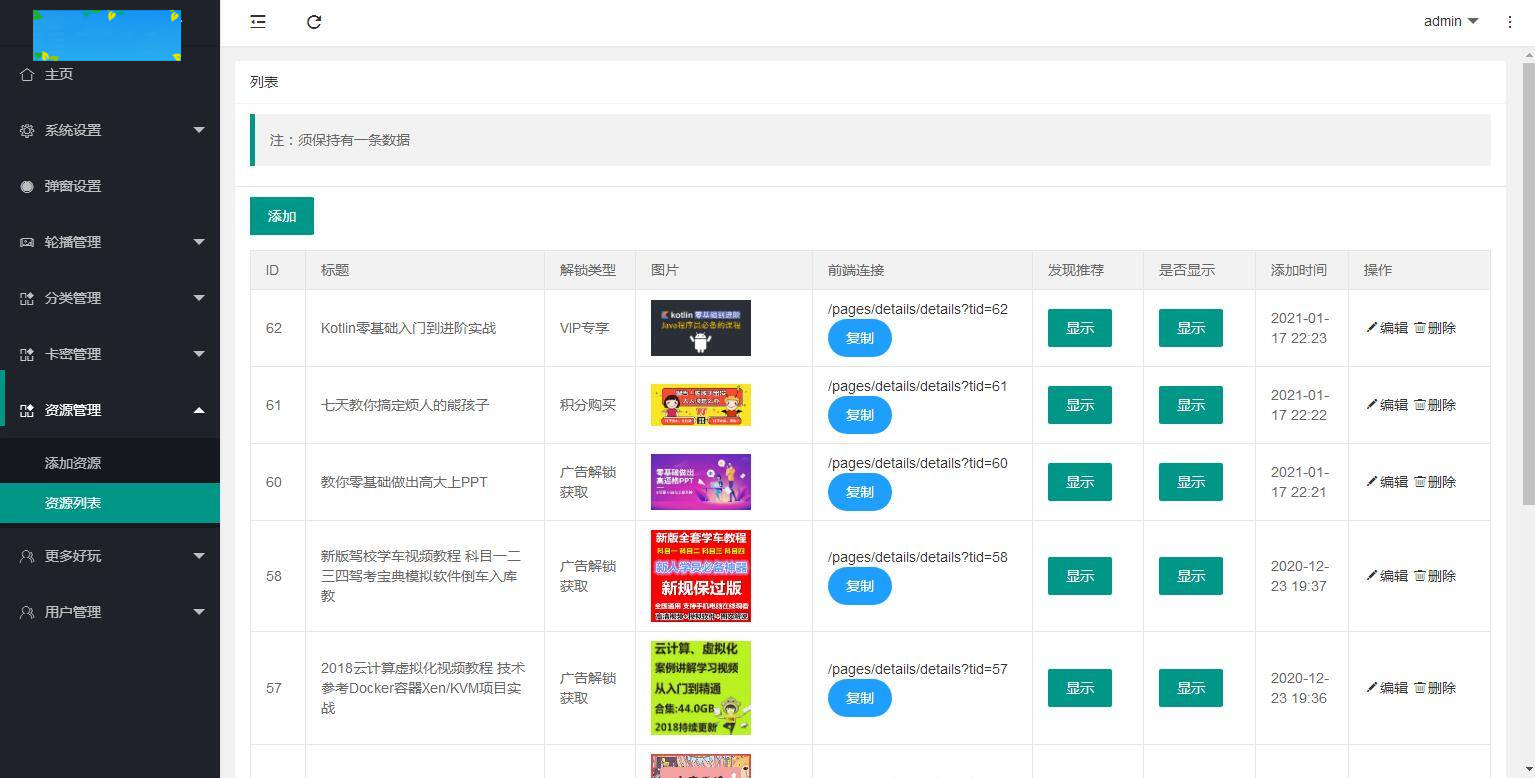 admin
主页
系统设置
弹窗设置
轮播管理
分类管理
卡密管理
资源管理
添加资源
资源列表
更多好玩
用户管理
列表
注：须保持有一条数据
添加
ID 标题 解锁类型 图片 前端连接 发现推荐 是否显示 添加时间 操作
62 Kotlin零基础入门到进阶实战 VIP专享
kotlin 零基础到进阶
Java程序员必备的课程
/pages/details/details?tid=62
复制
显示 显示
2021-01-
17 22:23
编辑 删除
61 七天教你搞定烦人的熊孩子 积分购买
/pages/details/details?tid=61
复制
显示 显示
2021-01-
17 22:22
编辑 删除
60 教你零基础做出高大上PPT
广告解锁
获取
零基础做出
高逼格PPT
/pages/details/details?tid=60
复制
显示 显示
2021-01-
17 22:21
编辑 删除
58
新版驾校学车视频教程 科目一二
三四驾考宝典模拟软件倒车入库
教
广告解锁
获取
新版全套学车教程
科目一 科目二 科目三 科目四
新人学员必备神器
新规保过版
全国通用 支持手机电脑在线观看
/pages/details/details?tid=58
复制
显示 显示
2020-12-
23 19:37
编辑 删除
57
2018云计算虚拟化视频教程 技术
参考Docker容器Xen/KVM项目实
战
广告解锁
获取
云计算、虚拟化
案例讲解学习视频
从入门到精通
合集:44.0GB
2018持续更新
/pages/details/details?tid=57
复制
显示 显示
2020-12-
23 19:36
编辑 删除